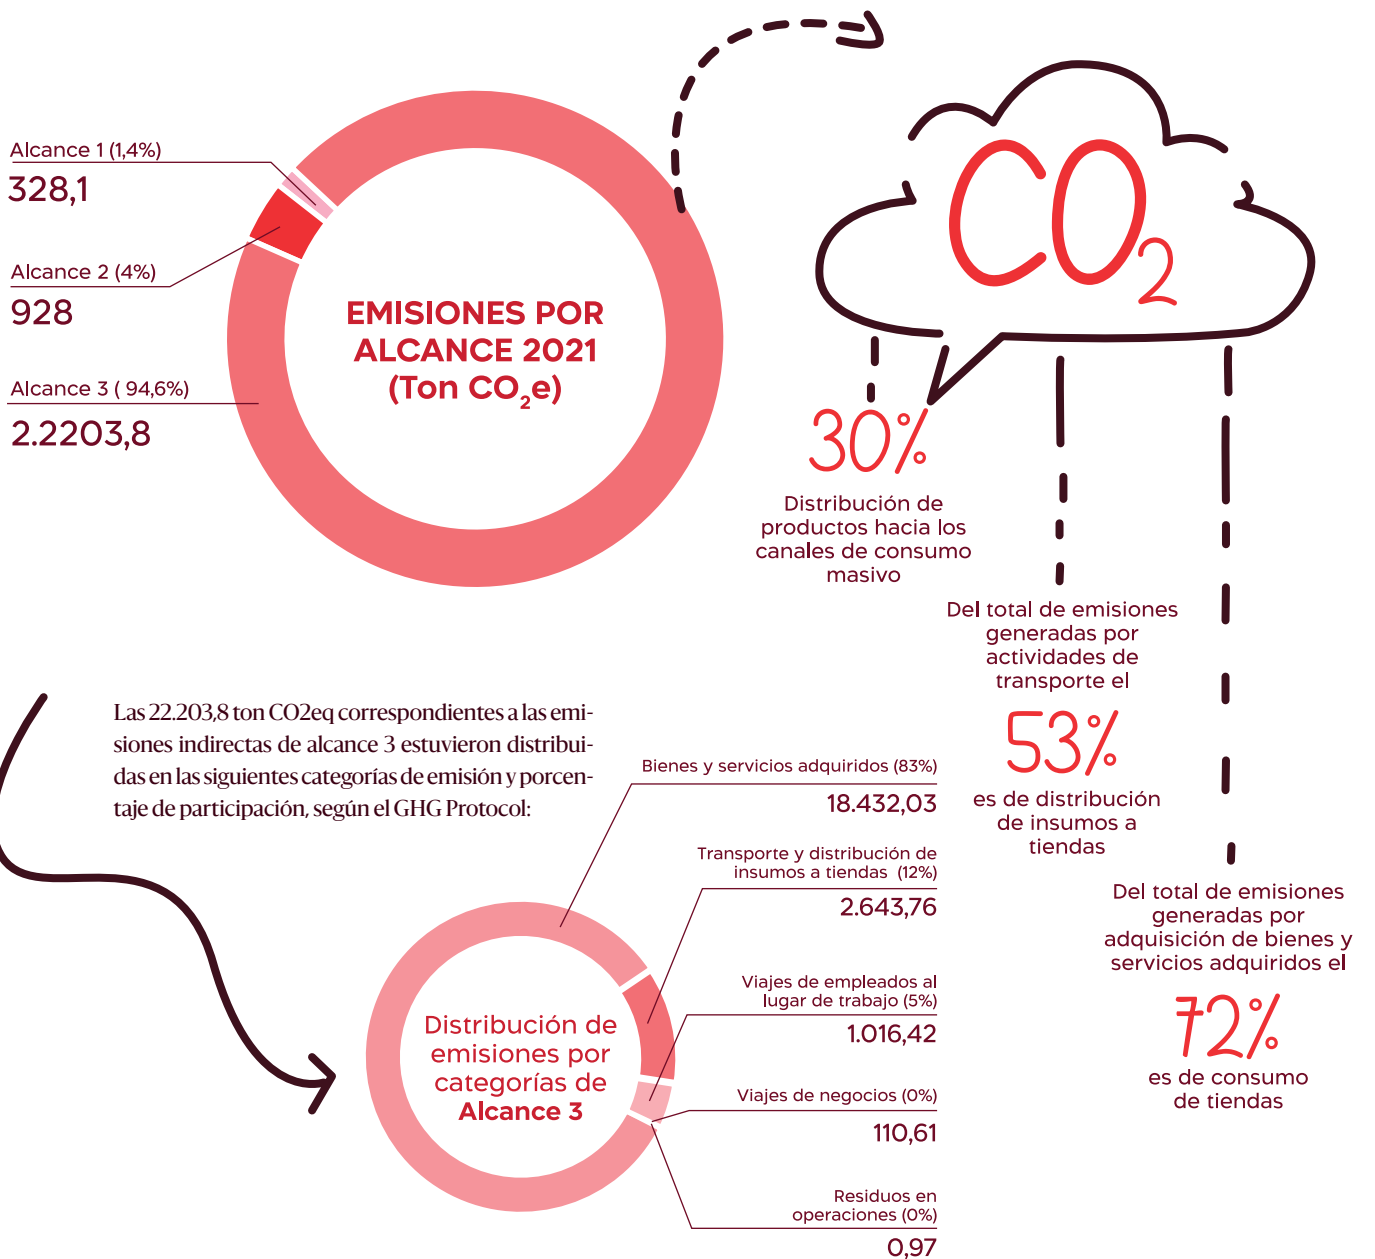 Alcance 1 (1,4%)
328,1
Alcance 2 (4%)
928
Alcance 3 ( 94,6%)
2.2203,8
EMISIONES POR
ALCANCE 2021
(Ton CO₂e)
CO₂
30%
Distribución de
productos hacia los
canales de consumo
masivo
Del total de emisiones
generadas por
actividades de
transporte el
53%
es de distribución
de insumos a
tiendas
Del total de emisiones
generadas por
adquisición de bienes y
servicios adquiridos el
72%
es de consumo
de tiendas
Las 22.203,8 ton CO2eq correspondientes a las emi-
siones indirectas de alcance 3 estuvieron distribui-
das en las siguientes categorías de emisión y porcen-
taje de participación, según el GHG Protocol:
Bienes y servicios adquiridos (83%)
18.432,03
Transporte y distribución de
insumos a tiendas (12%)
2.643,76
Viajes de empleados al
lugar de trabajo (5%)
1.016,42
Viajes de negocios (0%)
110,61
Residuos en
operaciones (0%)
0,97
Distribución de
emisiones por
categorías de
Alcance 3